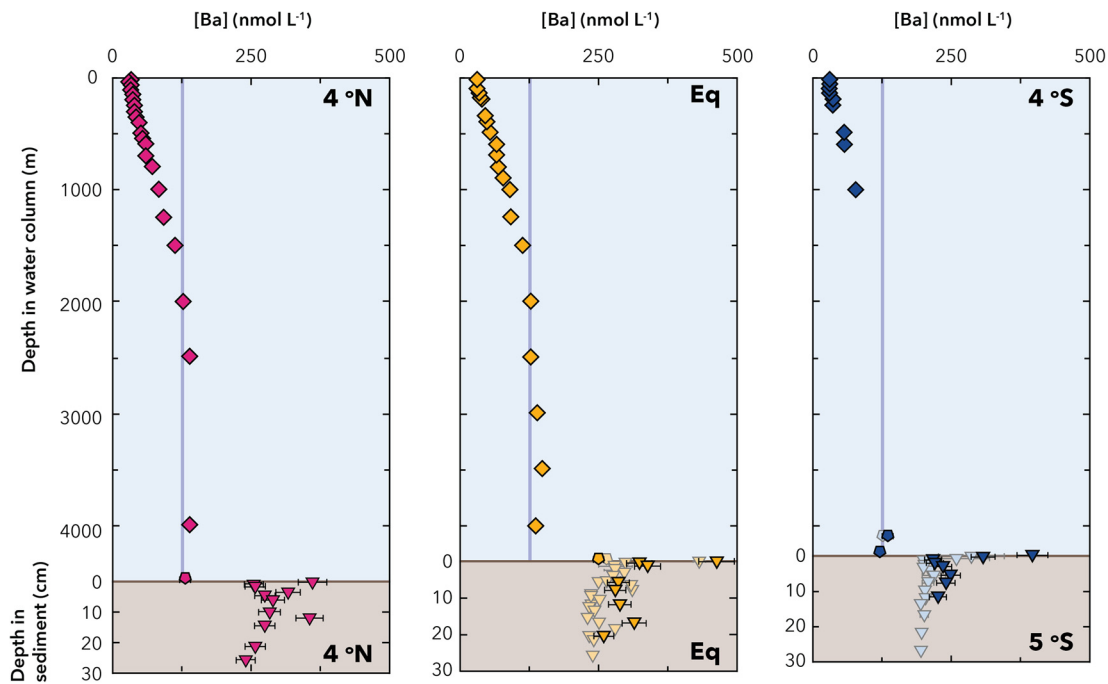 [Ba] (nmol L⁻¹) [Ba] (nmol L⁻¹) [Ba] (nmol L⁻¹)
0 250 500 0 250 500 0 250 500
0
4 °N Eq 4 °S
1000
2000
3000
4000
Depth in water column (m)
0 0 0
10 10 10
20 20 20
30 30 30
Depth in
sediment (cm)
4 °N Eq 5 °S